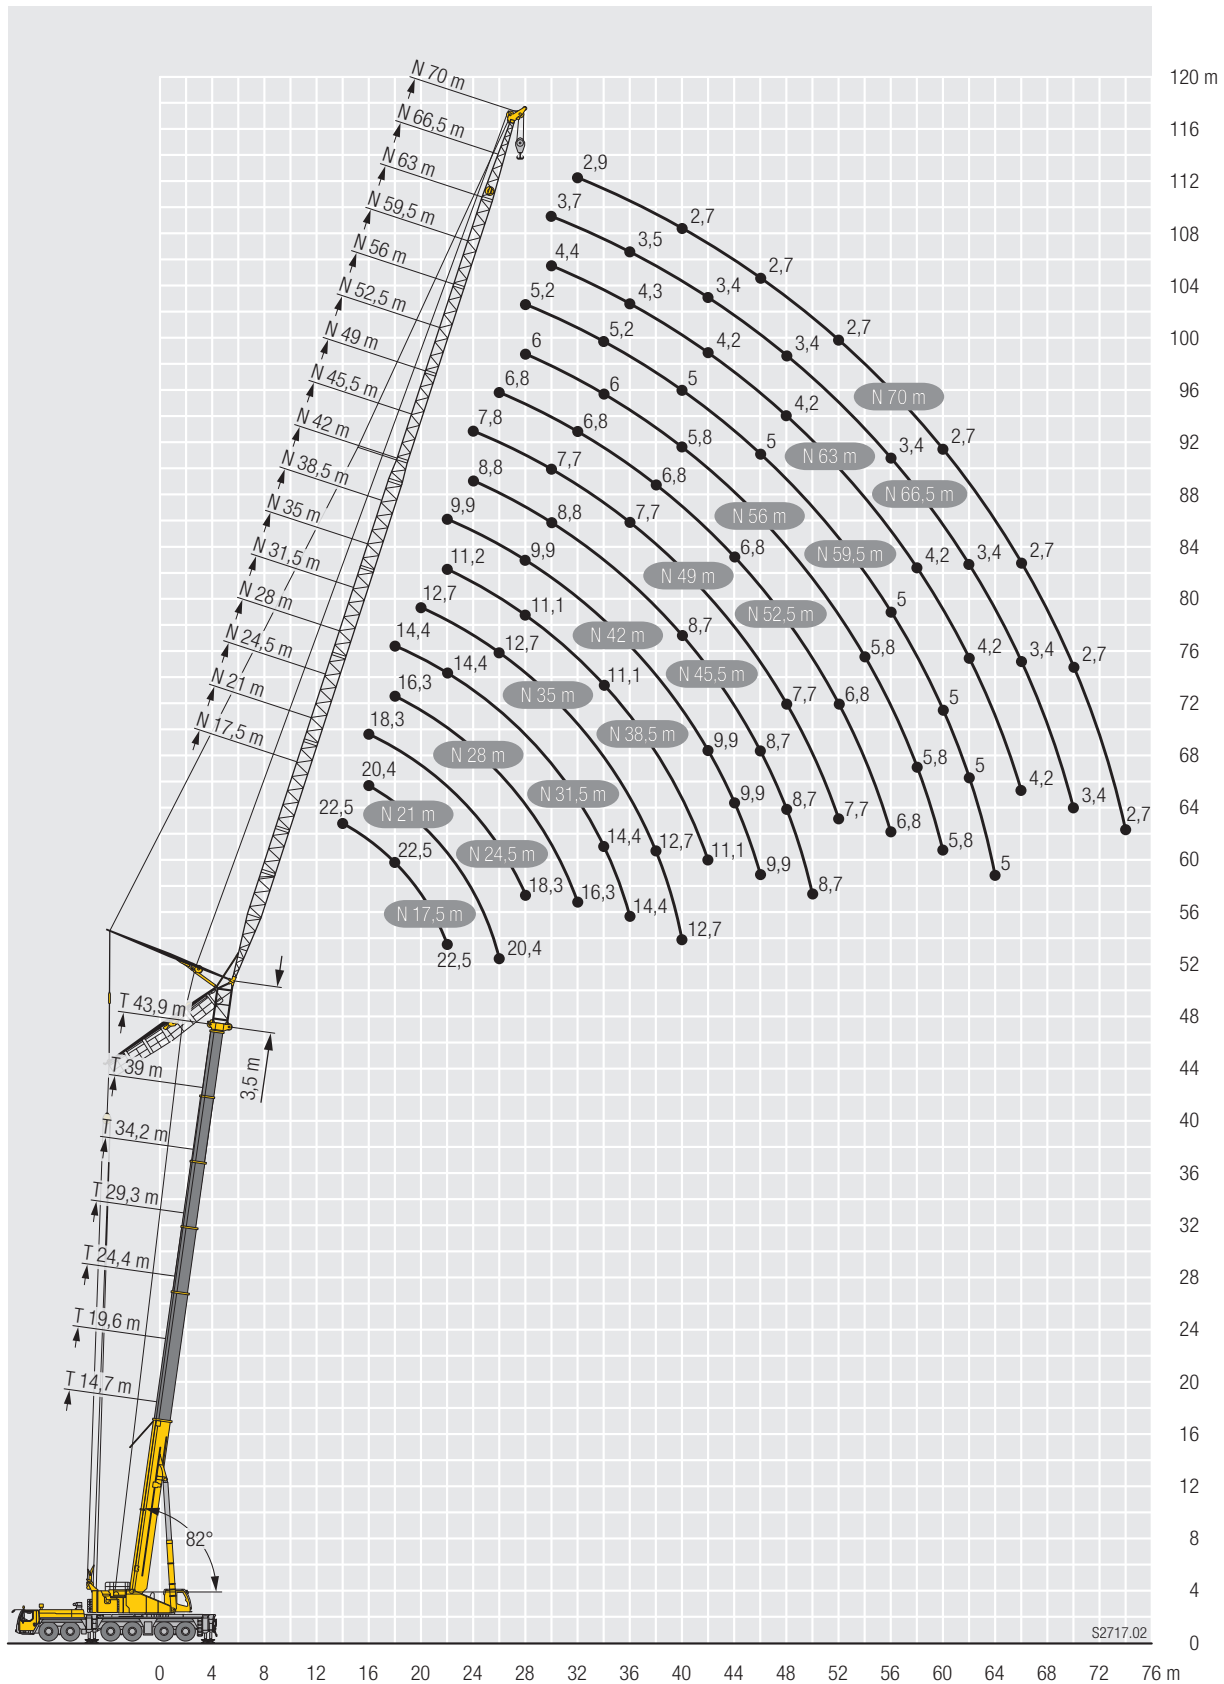 N 70 m
120 m
N 66,5 m
116
N 63 m
112
2,9
N 59,5 m
3,7
2,7
108
N 56 m
4,4
3,5
2,7
104
N 52,5 m
5,2
4,3
3,4
2,7
100
N 49 m
6
5,2
4,2
3,4
N 70 m
96
N 45,5 m
6,8
6
5
4,2
2,7
92
N 42 m
7,8
6,8
5,8
5
N 63 m
3,4
N 66,5 m
88
N 38,5 m
8,8
7,7
6,8
N 56 m
N 35 m
9,9
8,8
7,7
6,8
N 59,5 m
4,2
3,4
2,7
84
N 31,5 m
11,2
9,9
N 49 m
N 52,5 m
5
80
N 28 m
12,7
11,1
N 42 m
8,7
N 24,5 m
14,4
12,7
11,1
N 45,5 m
5,8
4,2
3,4
2,7
76
N 21 m
16,3
14,4
N 35 m
7,7
6,8
5
72
N 17,5 m
18,3
N 28 m
N 38,5 m
9,9
8,7
5,8
5
68
20,4
N 31,5 m
9,9
8,7
7,7
6,8
4,2
3,4
2,7
64
22,5
N 21 m
22,5
N 24,5 m
14,4
12,7
11,1
5,8
5
60
18,3
16,3
9,9
8,7
N 17,5 m
14,4
12,7
56
22,5
20,4
52
T 43,9 m
48
T 39 m
3,5 m
44
T 34,2 m
40
36
T 29,3 m
32
T 24,4 m
28
T 19,6 m
24
T 14,7 m
20
16
12
82°
8
4
S2717.02
0
0 4 8 12 16 20 24 28 32 36 40 44 48 52 56 60 64 68 72 76 m